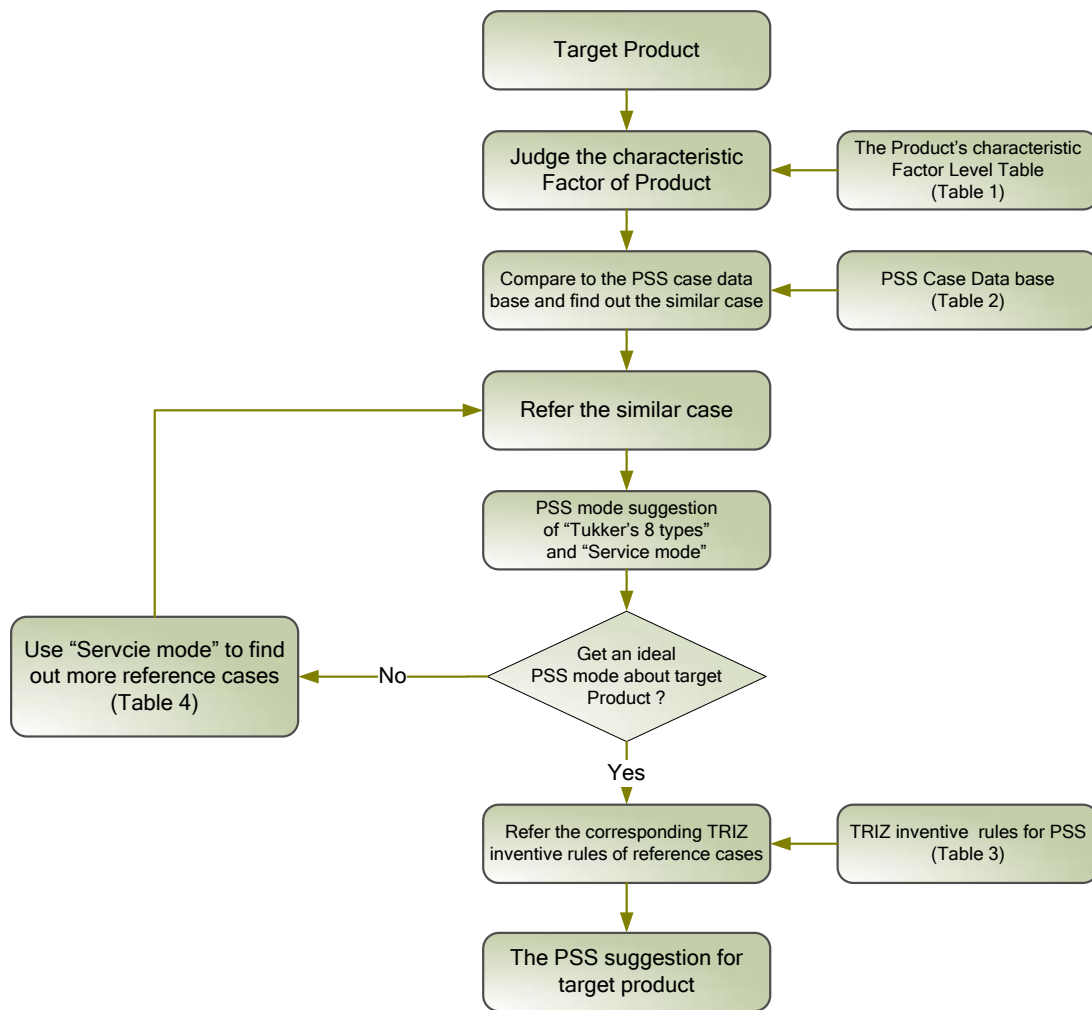 Target Product
Judge the characteristic
Factor of Product
The Product's characteristic
Factor Level Table
(Table 1)
Compare to the PSS case data
base and find out the similar case
PSS Case Data base
(Table 2)
Refer the similar case
PSS mode suggestion
of “Tukker's 8 types”
and “Service mode”
Use “Servcie mode” to find
out more reference cases
(Table 4)
No
Get an ideal
PSS mode about target
Product ?
Yes
Refer the corresponding TRIZ
inventive rules of reference cases
TRIZ inventive rules for PSS
(Table 3)
The PSS suggestion for
target product